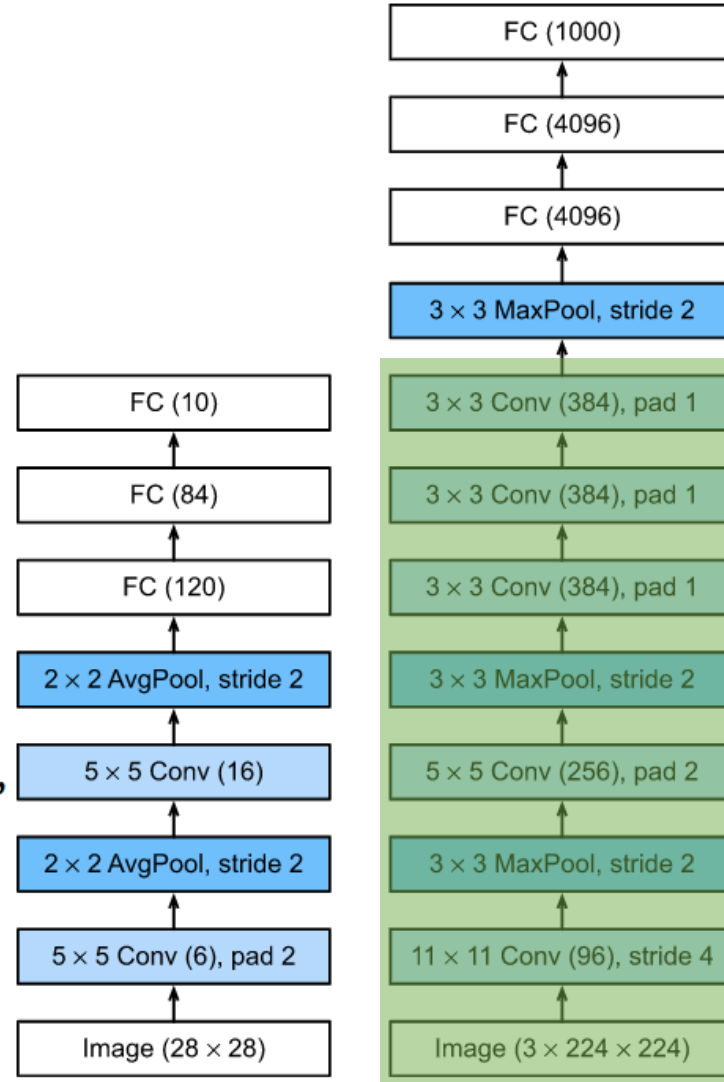 FC (10)
FC (84)
FC (120)
2 × 2 AvgPool, stride 2
5 × 5 Conv (16)
,
2 × 2 AvgPool, stride 2
5 × 5 Conv (6), pad 2
Image (28 × 28)
FC (1000)
FC (4096)
FC (4096)
3 × 3 MaxPool, stride 2
3 × 3 Conv (384), pad 1
3 × 3 Conv (384), pad 1
3 × 3 Conv (384), pad 1
3 × 3 MaxPool, stride 2
5 × 5 Conv (256), pad 2
3 × 3 MaxPool, stride 2
11 × 11 Conv (96), stride 4
Image (3 × 224 × 224)